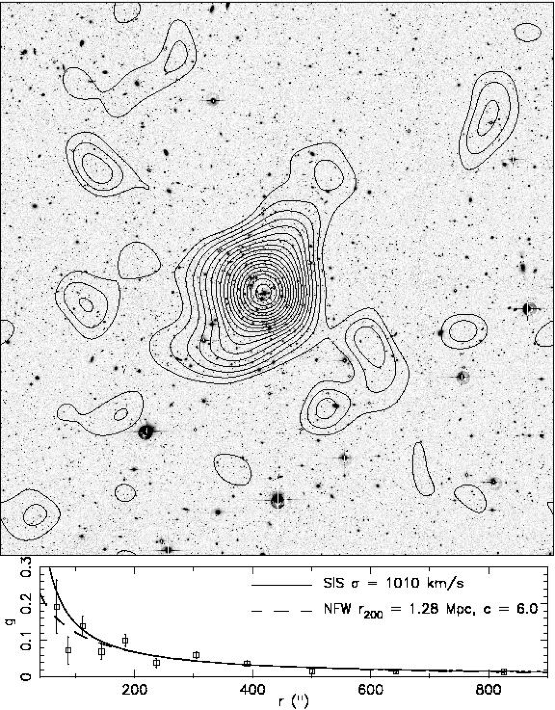 0.3
0.2
0.1
0
g
SIS σ = 1010 km/s
NFW r200 = 1.28 Mpc, c = 6.0
200 400 600 800
r (")